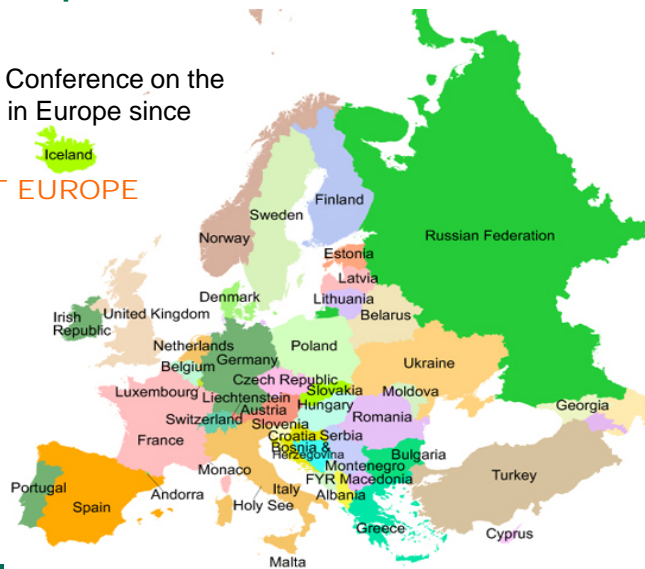 Conference on the
in Europe since
Iceland
T EUROPE
Finland
Sweden
Norway
Russian Federation
Estonia
Latvia
Denmark
Lithuania
Irish
Republic
United Kingdom
Belarus
Netherlands
Poland
Belgium
Germany
Ukraine
Czech Republic
Luxembourg
Liechtenstein
Slovakia
Moldova
Hungary
Austria
Switzerland
Romania
Georgia
Slovenia
France
Croatia
Serbia
Bosnia &
Herzegovina
Bulgaria
Montenegro
Monaco
Turkey
FYR Macedonia
Portugal
Andorra
Italy
Albania
Spain
Holy See
Greece
Cyprus
Malta